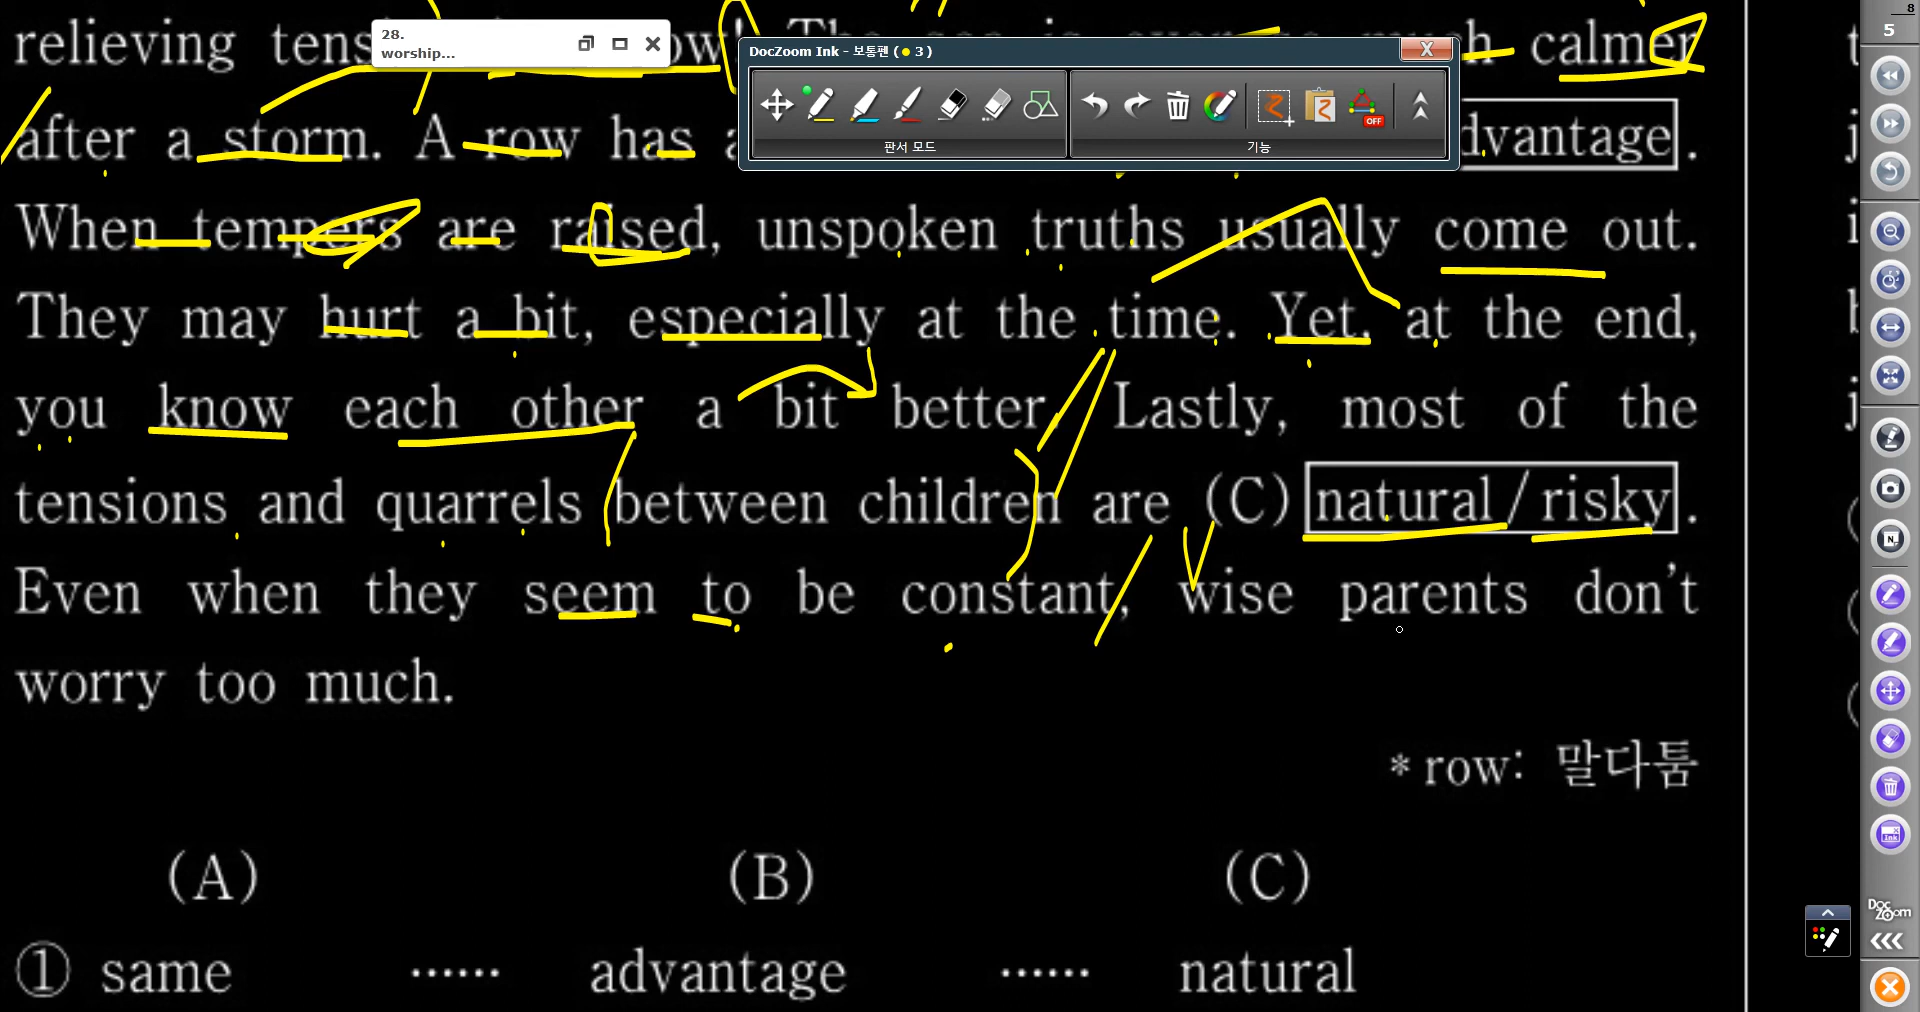 relieving tens
28.
worship...
DocZoom Ink - 보통펜 ( 3 )
calmer
8
5
after a storm. A row has
판서 모드
OFF
기능
dvantage.
When tempers are raised, unspoken truths usually come out.
They may hurt a bit, especially at the time. Yet, at the end,
you know each other a bit better. Lastly, most of the
tensions and quarrels between children are (C) natural / risky.
Even when they seem to be constant, wise parents don't
worry too much.
* row: 말다툼
(A) (B) (C)
① same ······ advantage ······ natural
DocZoom